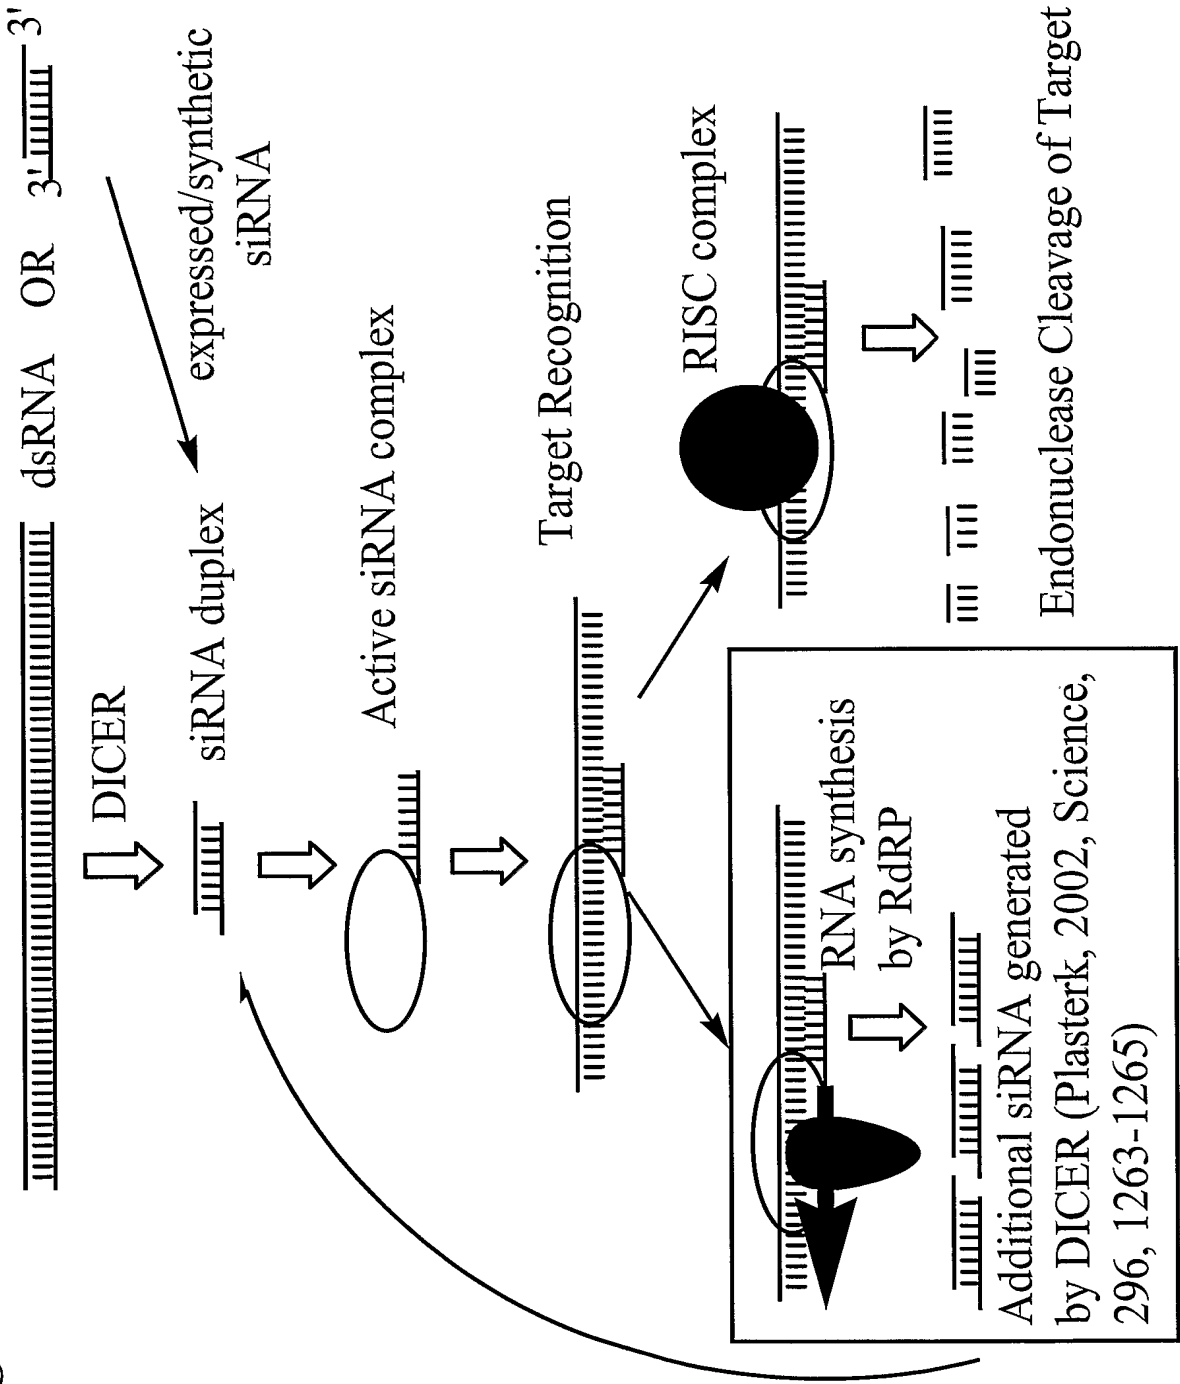 dsRNA OR 3' 3'
DICER
expressed/synthetic
siRNA
siRNA duplex
Active siRNA complex
Target Recognition
RISC complex
RNA synthesis
by RdRP
Additional siRNA generated
by DICER (Plasterk, 2002, Science,
296, 1263-1265)
Endonuclease Cleavage of Target